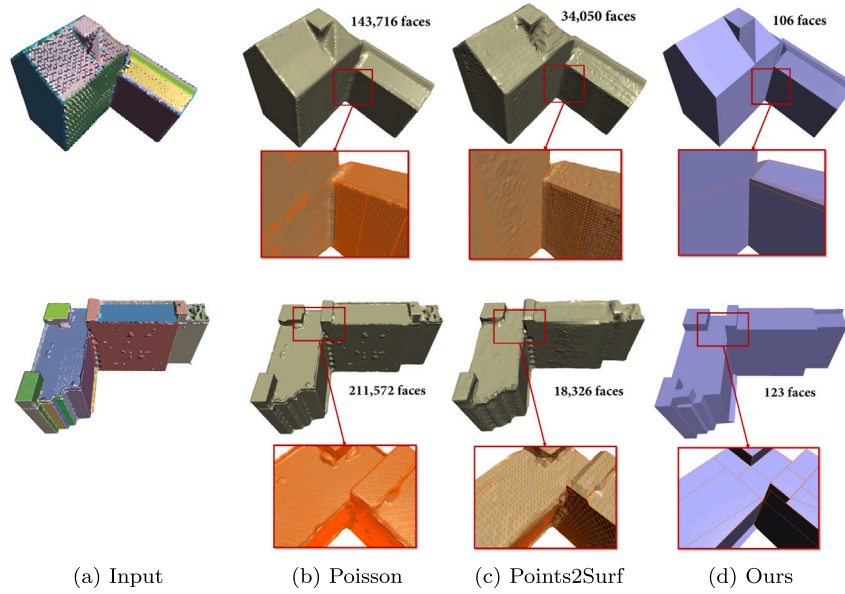 143,716 faces
34,050 faces
106 faces
211,572 faces
18,326 faces
123 faces
(a) Input
(b) Poisson
(c) Points2Surf
(d) Ours